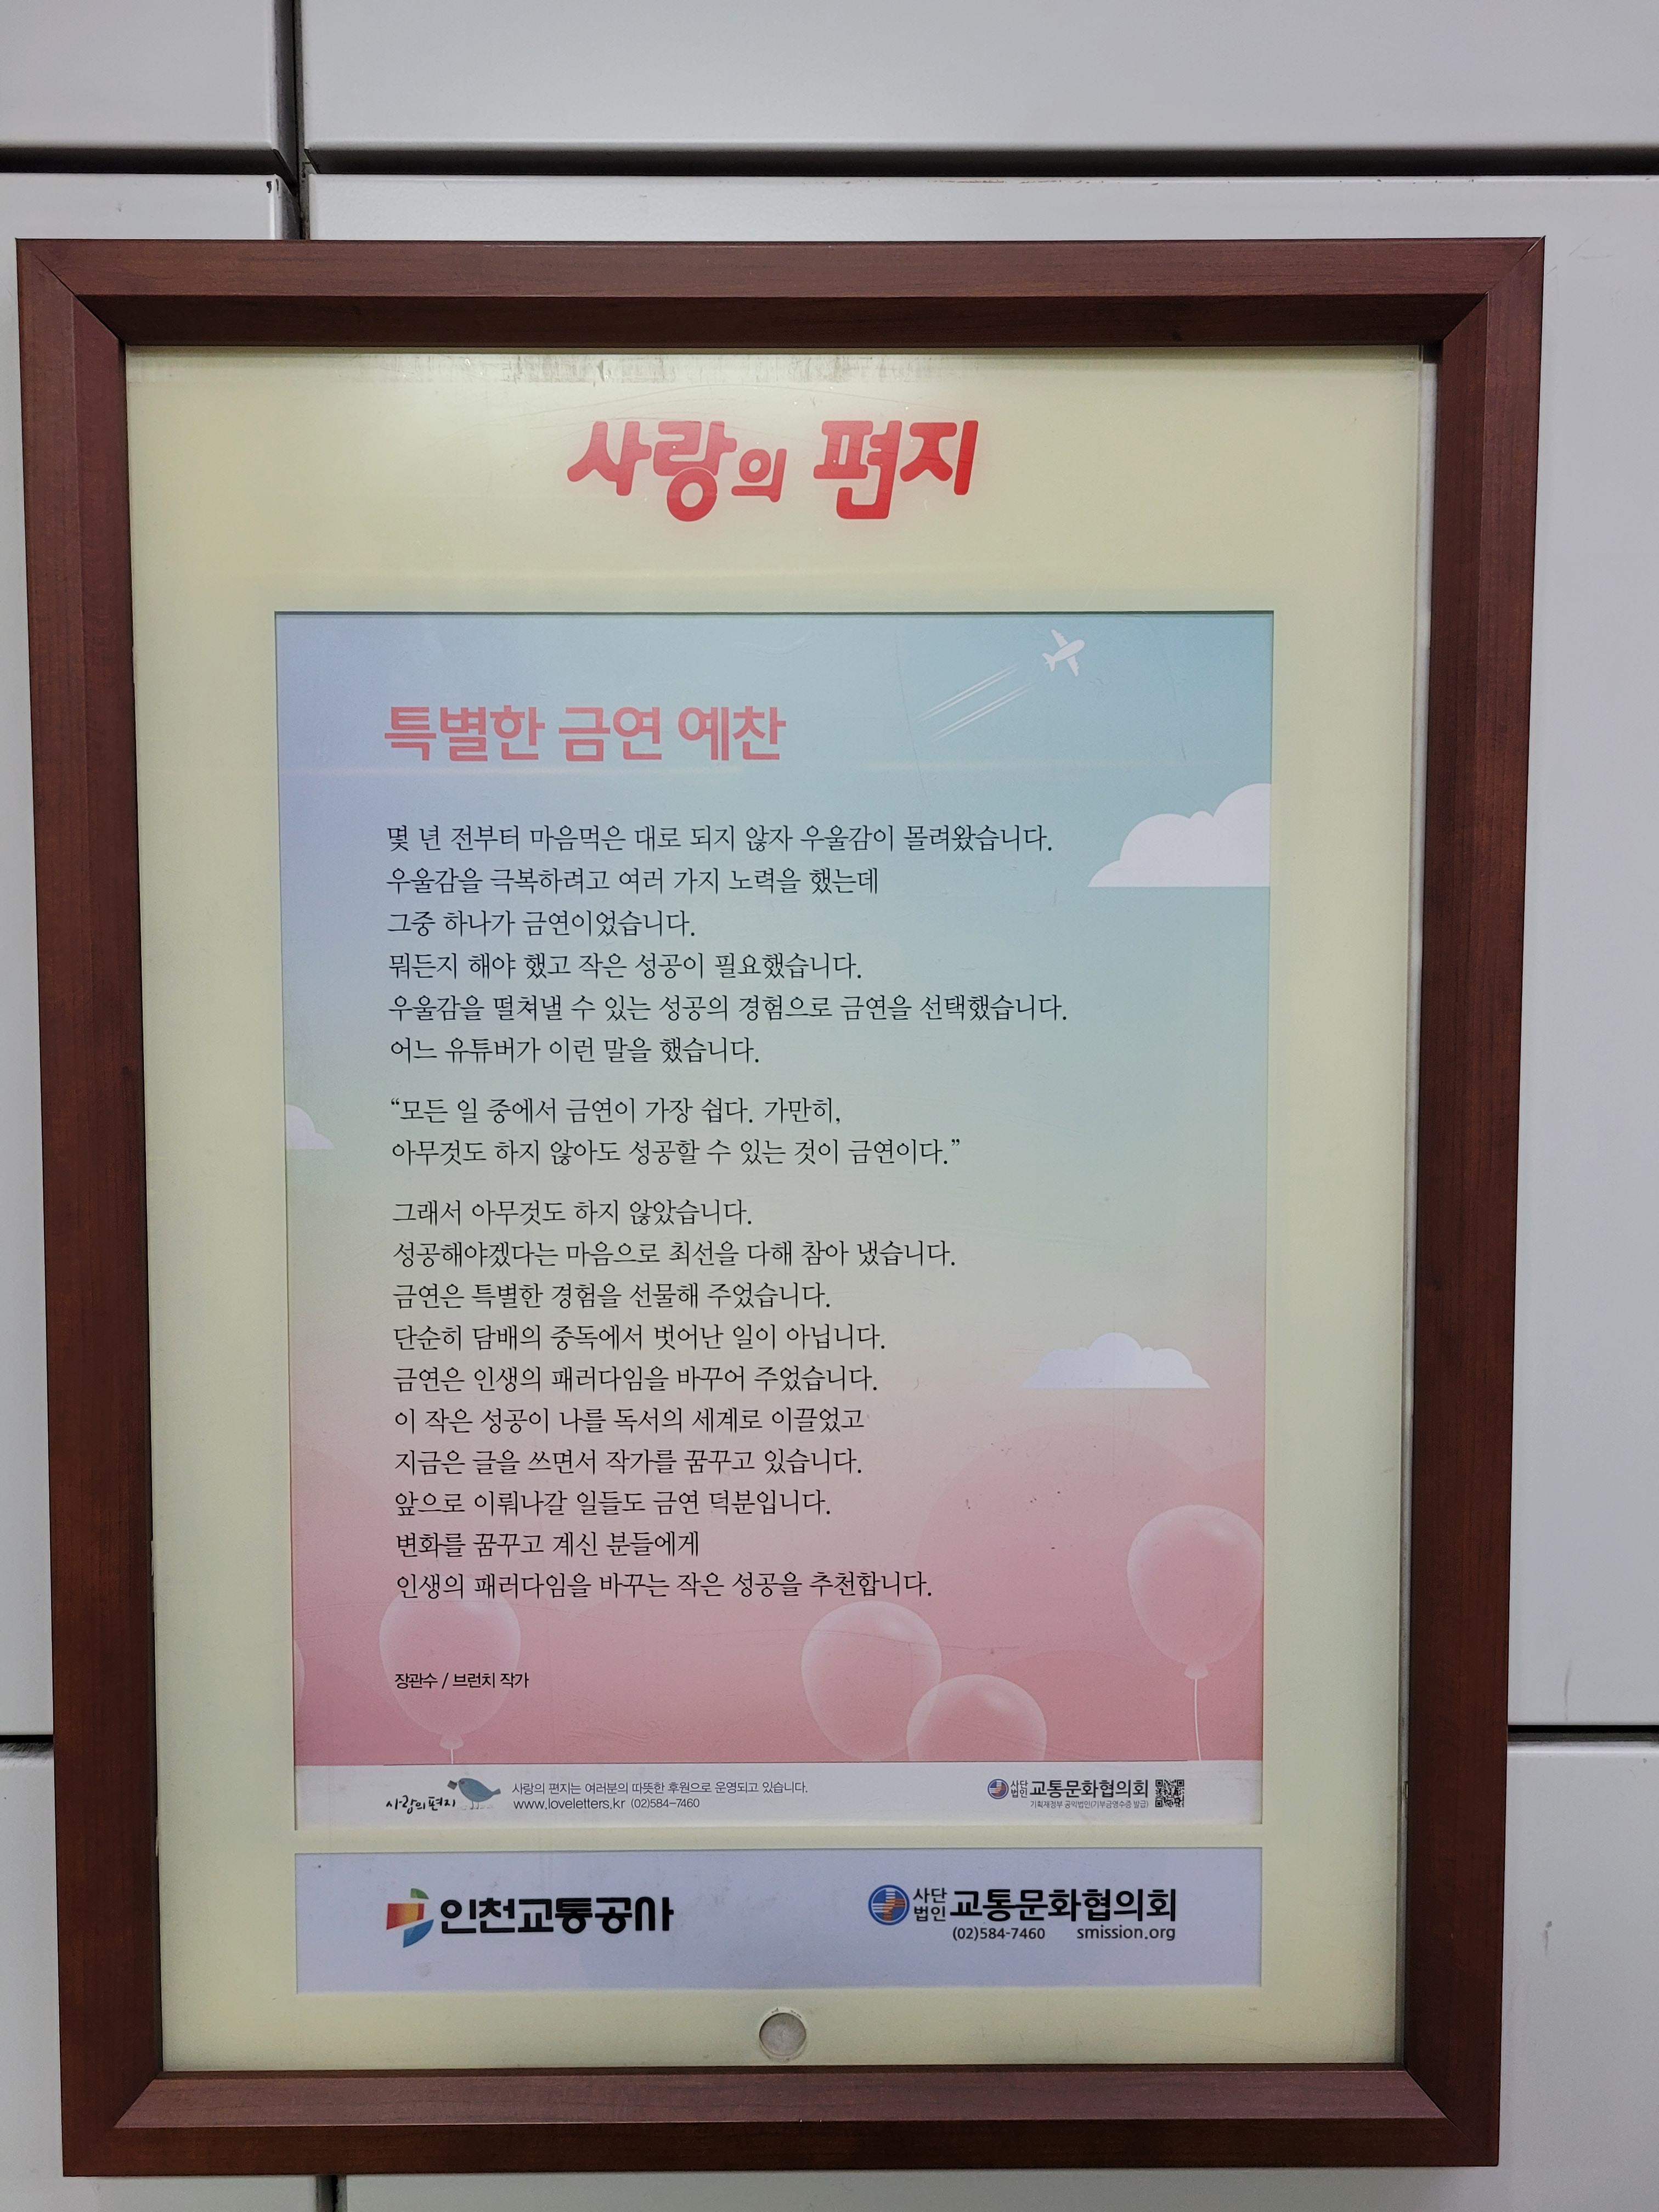 사랑의 편지
특별한 금연 예찬
몇 년 전부터 마음먹은 대로 되지 않자 우울감이 몰려왔습니다.
우울감을 극복하려고 여러 가지 노력을 했는데
그중 하나가 금연이었습니다.
뭐든지 해야 했고 작은 성공이 필요했습니다.
우울감을 떨쳐낼 수 있는 성공의 경험으로 금연을 선택했습니다.
어느 유튜버가 이런 말을 했습니다.
“모든 일 중에서 금연이 가장 쉽다. 가만히,
아무것도 하지 않아도 성공할 수 있는 것이 금연이다.”
그래서 아무것도 하지 않았습니다.
성공해야겠다는 마음으로 최선을 다해 참아 냈습니다.
금연은 특별한 경험을 선물해 주었습니다.
단순히 담배의 중독에서 벗어난 일이 아닙니다.
금연은 인생의 패러다임을 바꾸어 주었습니다.
이 작은 성공이 나를 독서의 세계로 이끌었고
지금은 글을 쓰면서 작가를 꿈꾸고 있습니다.
앞으로 이뤄나갈 일들도 금연 덕분입니다.
변화를 꿈꾸고 계신 분들에게
인생의 패러다임을 바꾸는 작은 성공을 추천합니다.
장관수 / 브런치 작가
사랑의 편지
사랑의 편지는 여러분의 따뜻한 후원으로 운영되고 있습니다.
www.loveletters.kr (02)584-7460
사단법인 교통문화협의회
기획재정부 공익법인(기부금영수증 발급)
인천교통공사
사단법인 교통문화협의회
(02)584-7460 smission.org